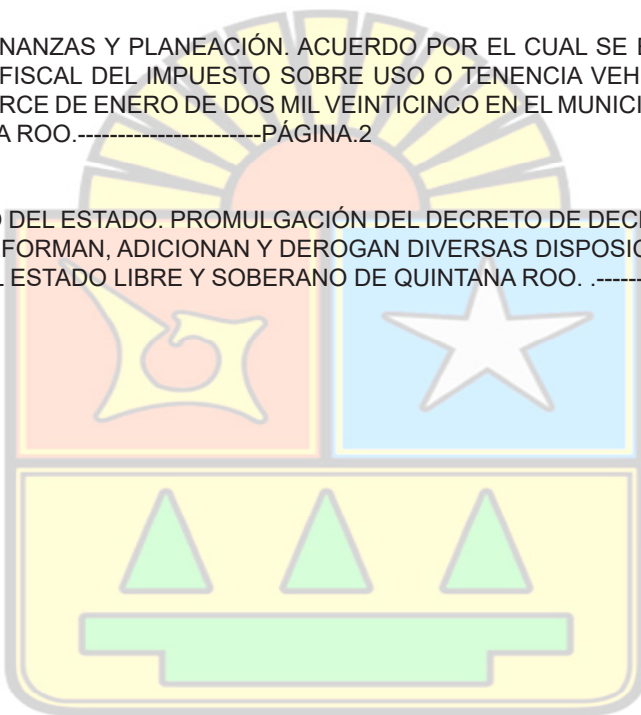 NANZAS Y PLANEACIÓN. ACUERDO POR EL CUAL SE
FISCAL DEL IMPUESTO SOBRE USO O TENENCIA VEH
RCE DE ENERO DE DOS MIL VEINTICINCO EN EL MUNICI
A ROO.-----------------------PÁGINA.2
DEL ESTADO. PROMULGACIÓN DEL DECRETO DE DEC
FORMAN, ADICIONAN Y DEROGAN DIVERSAS DISPOSIC
ESTADO LIBRE Y SOBERANO DE QUINTANA ROO. .------